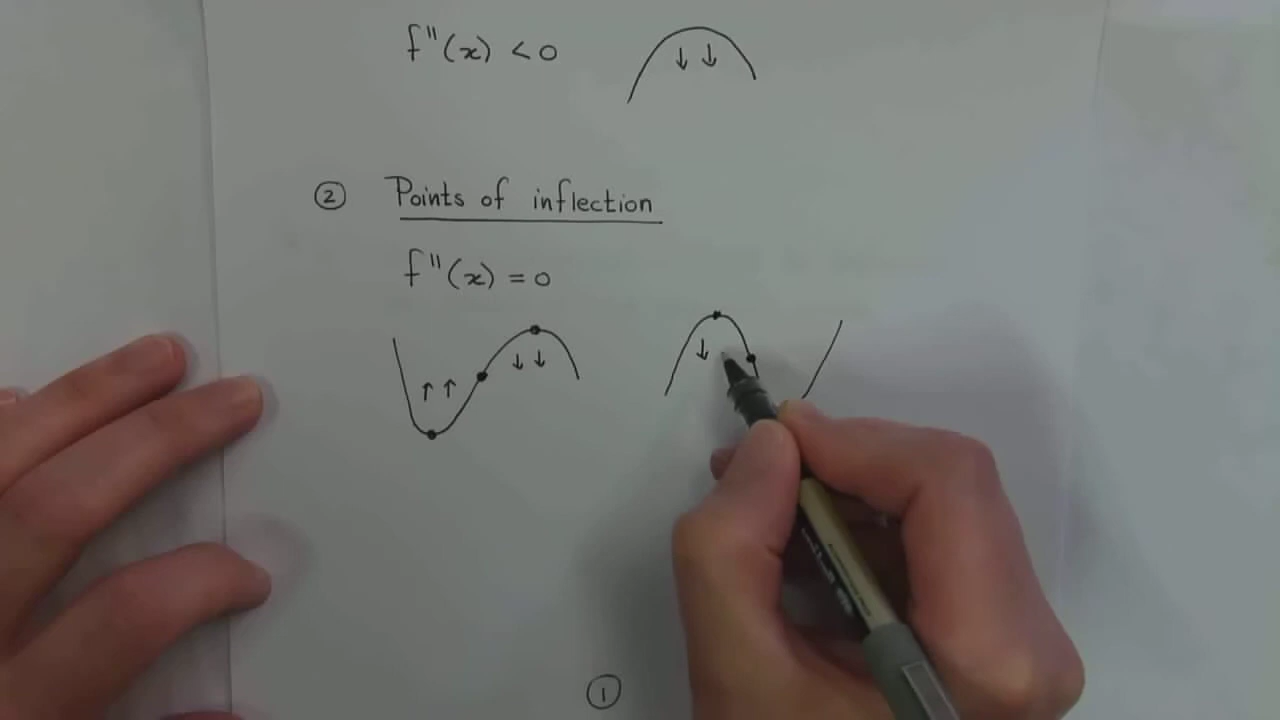 f''(x) < 0
↓ ↓
② Points of inflection
f''(x) = 0
↑ ↑ ↓ ↓ ↓
①